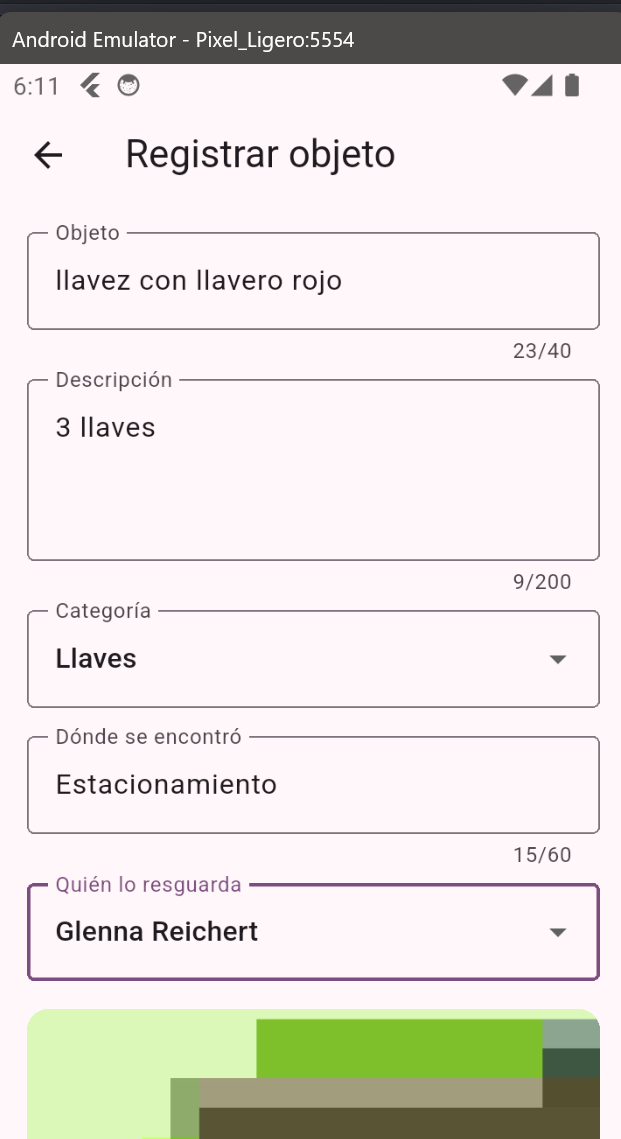 Android Emulator - Pixel_Ligero:5554
6:11
Registrar objeto
Objeto
llavez con llavero rojo
23/40
Descripción
3 llaves
9/200
Categoría
Llaves
Dónde se encontró
Estacionamiento
15/60
Quién lo resguarda
Glenna Reichert